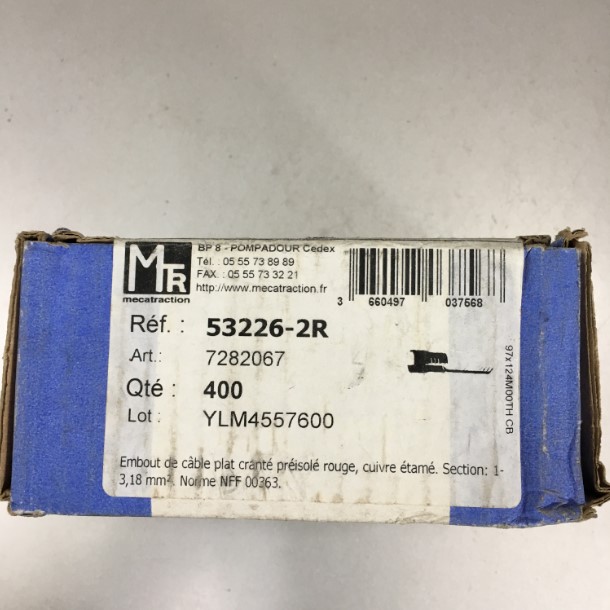 MTR
mecatraction
BP 8 - POMPADOUR Cedex
Tél. : 05 55 73 89 89
FAX. : 05 55 73 32 21
http://www.mecatraction.fr
3 660497 037668
Réf. : 53226-2R
Art.: 7282067
Qté : 400
Lot : YLM4557600
97x124M00TH CB
Embout de câble plat cranté préisolé rouge, cuivre étamé. Section: 1-
3,18 mm². Norme NFF 00363.